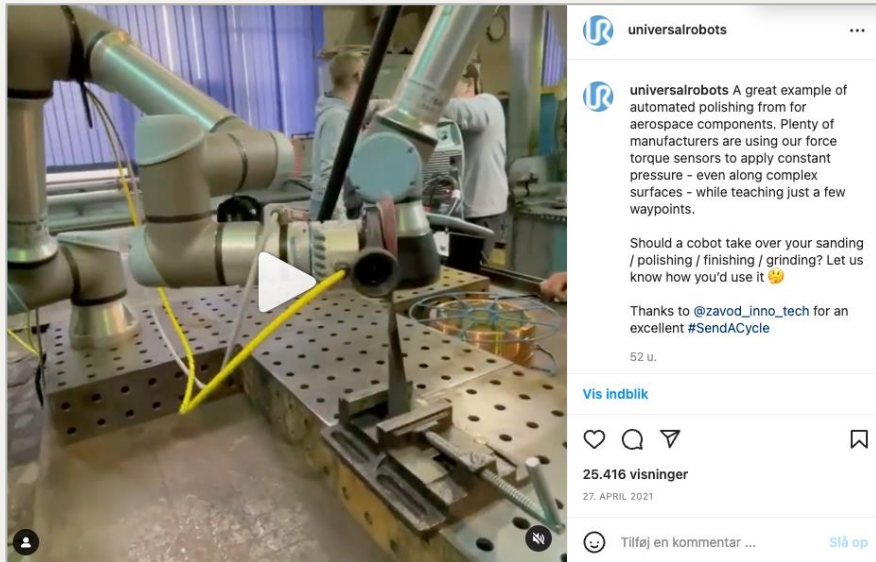 universalrobots
universalrobots A great example of
automated polishing from for
aerospace components. Plenty of
manufacturers are using our force
torque sensors to apply constant
pressure - even along complex
surfaces - while teaching just a few
waypoints.
Should a cobot take over your sanding
/ polishing / finishing / grinding? Let us
know how you'd use it 🤔
Thanks to @zavod_inno_tech for an
excellent #SendACycle
52 u.
Vis indblik
25.416 visninger
27. APRIL 2021
Tilføj en kommentar ...
Slå op